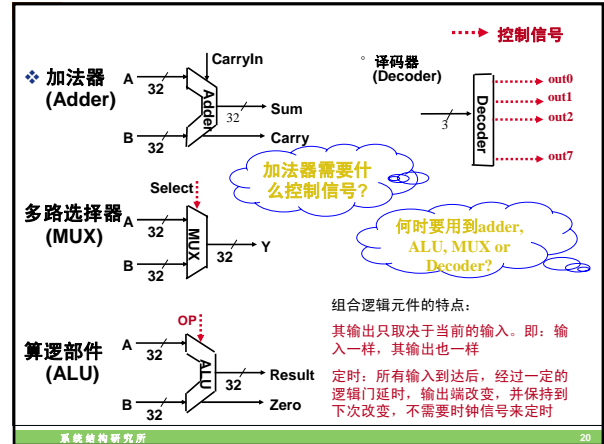 控制信号
CarryIn
❖ 加法器
(Adder)
A
32
Adder
32
Sum
B
32
Carry
° 译码器
(Decoder)
3
Decoder
out0
out1
out2
out7
加法器需要什
么控制信号?
Select
多路选择器
(MUX)
A
32
MUX
32
Y
B
32
何时要用到adder,
ALU, MUX or
Decoder?
OP
算逻部件
(ALU)
A
32
ALU
32
Result
B
32
Zero
组合逻辑元件的特点:
其输出只取决于当前的输入。即:输
入一样,其输出也一样
定时:所有输入到达后,经过一定的
逻辑门延时,输出端改变,并保持到
下次改变,不需要时钟信号来定时
系统结构研究所
20